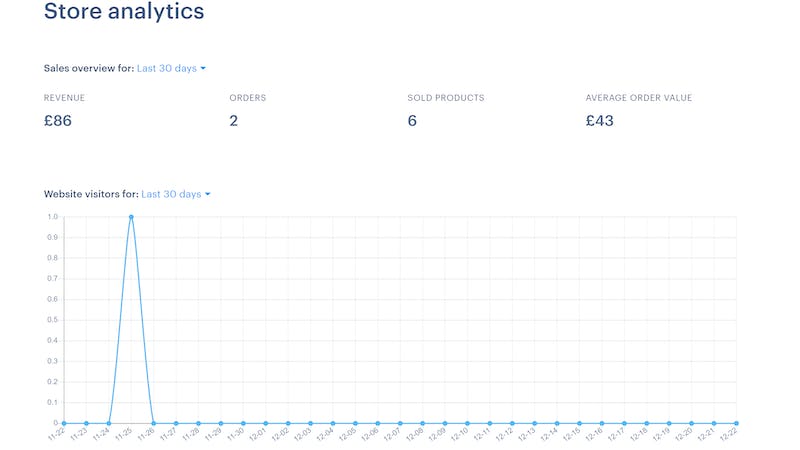 Store analytics
Sales overview for: Last 30 days
REVENUE ORDERS SOLD PRODUCTS AVERAGE ORDER VALUE
£86 2 6 £43
Website visitors for: Last 30 days
1.0
0.9
0.8
0.7
0.6
0.5
0.4
0.3
0.2
0.1
0
11-22 11-23 11-24 11-25 11-26 11-27 11-28 11-29 11-30 12-01 12-02 12-03 12-04 12-05 12-06 12-07 12-08 12-09 12-10 12-11 12-12 12-13 12-14 12-15 12-16 12-17 12-18 12-19 12-20 12-21 12-22